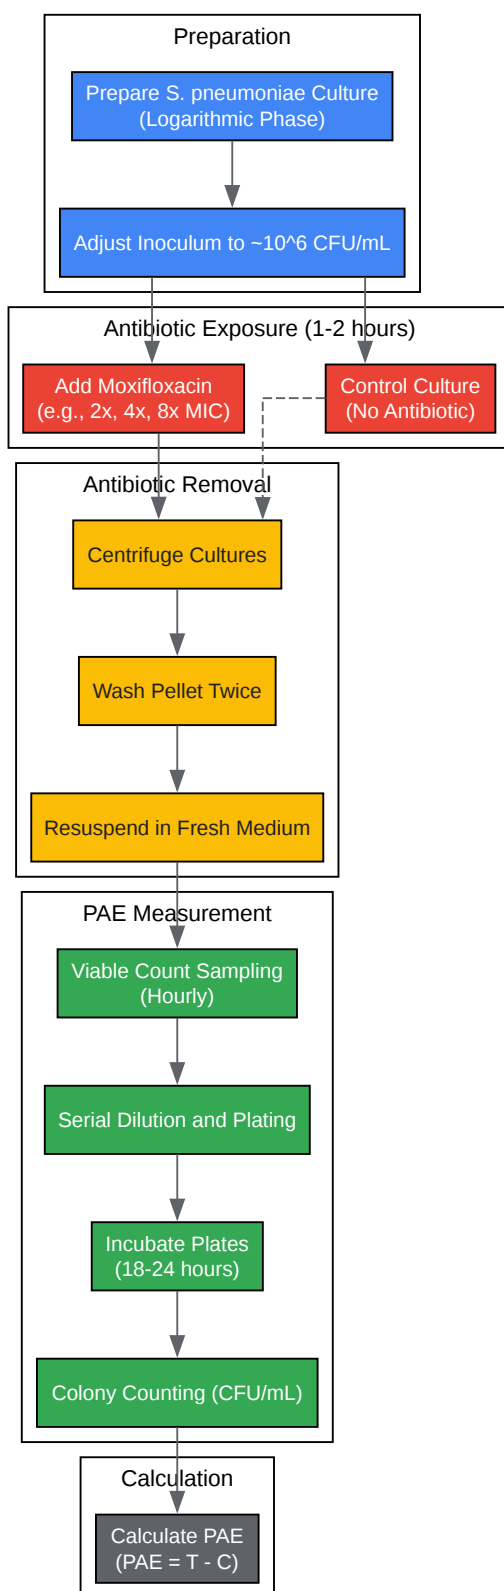 Preparation
Prepare S. pneumoniae Culture
(Logarithmic Phase)
Adjust Inoculum to ~10^6 CFU/mL
Antibiotic Exposure (1-2 hours)
Add Moxifloxacin
(e.g., 2x, 4x, 8x MIC)
Control Culture
(No Antibiotic)
Antibiotic Removal
Centrifuge Cultures
Wash Pellet Twice
Resuspend in Fresh Medium
PAE Measurement
Viable Count Sampling
(Hourly)
Serial Dilution and Plating
Incubate Plates
(18-24 hours)
Colony Counting (CFU/mL)
Calculation
Calculate PAE
(PAE = T - C)